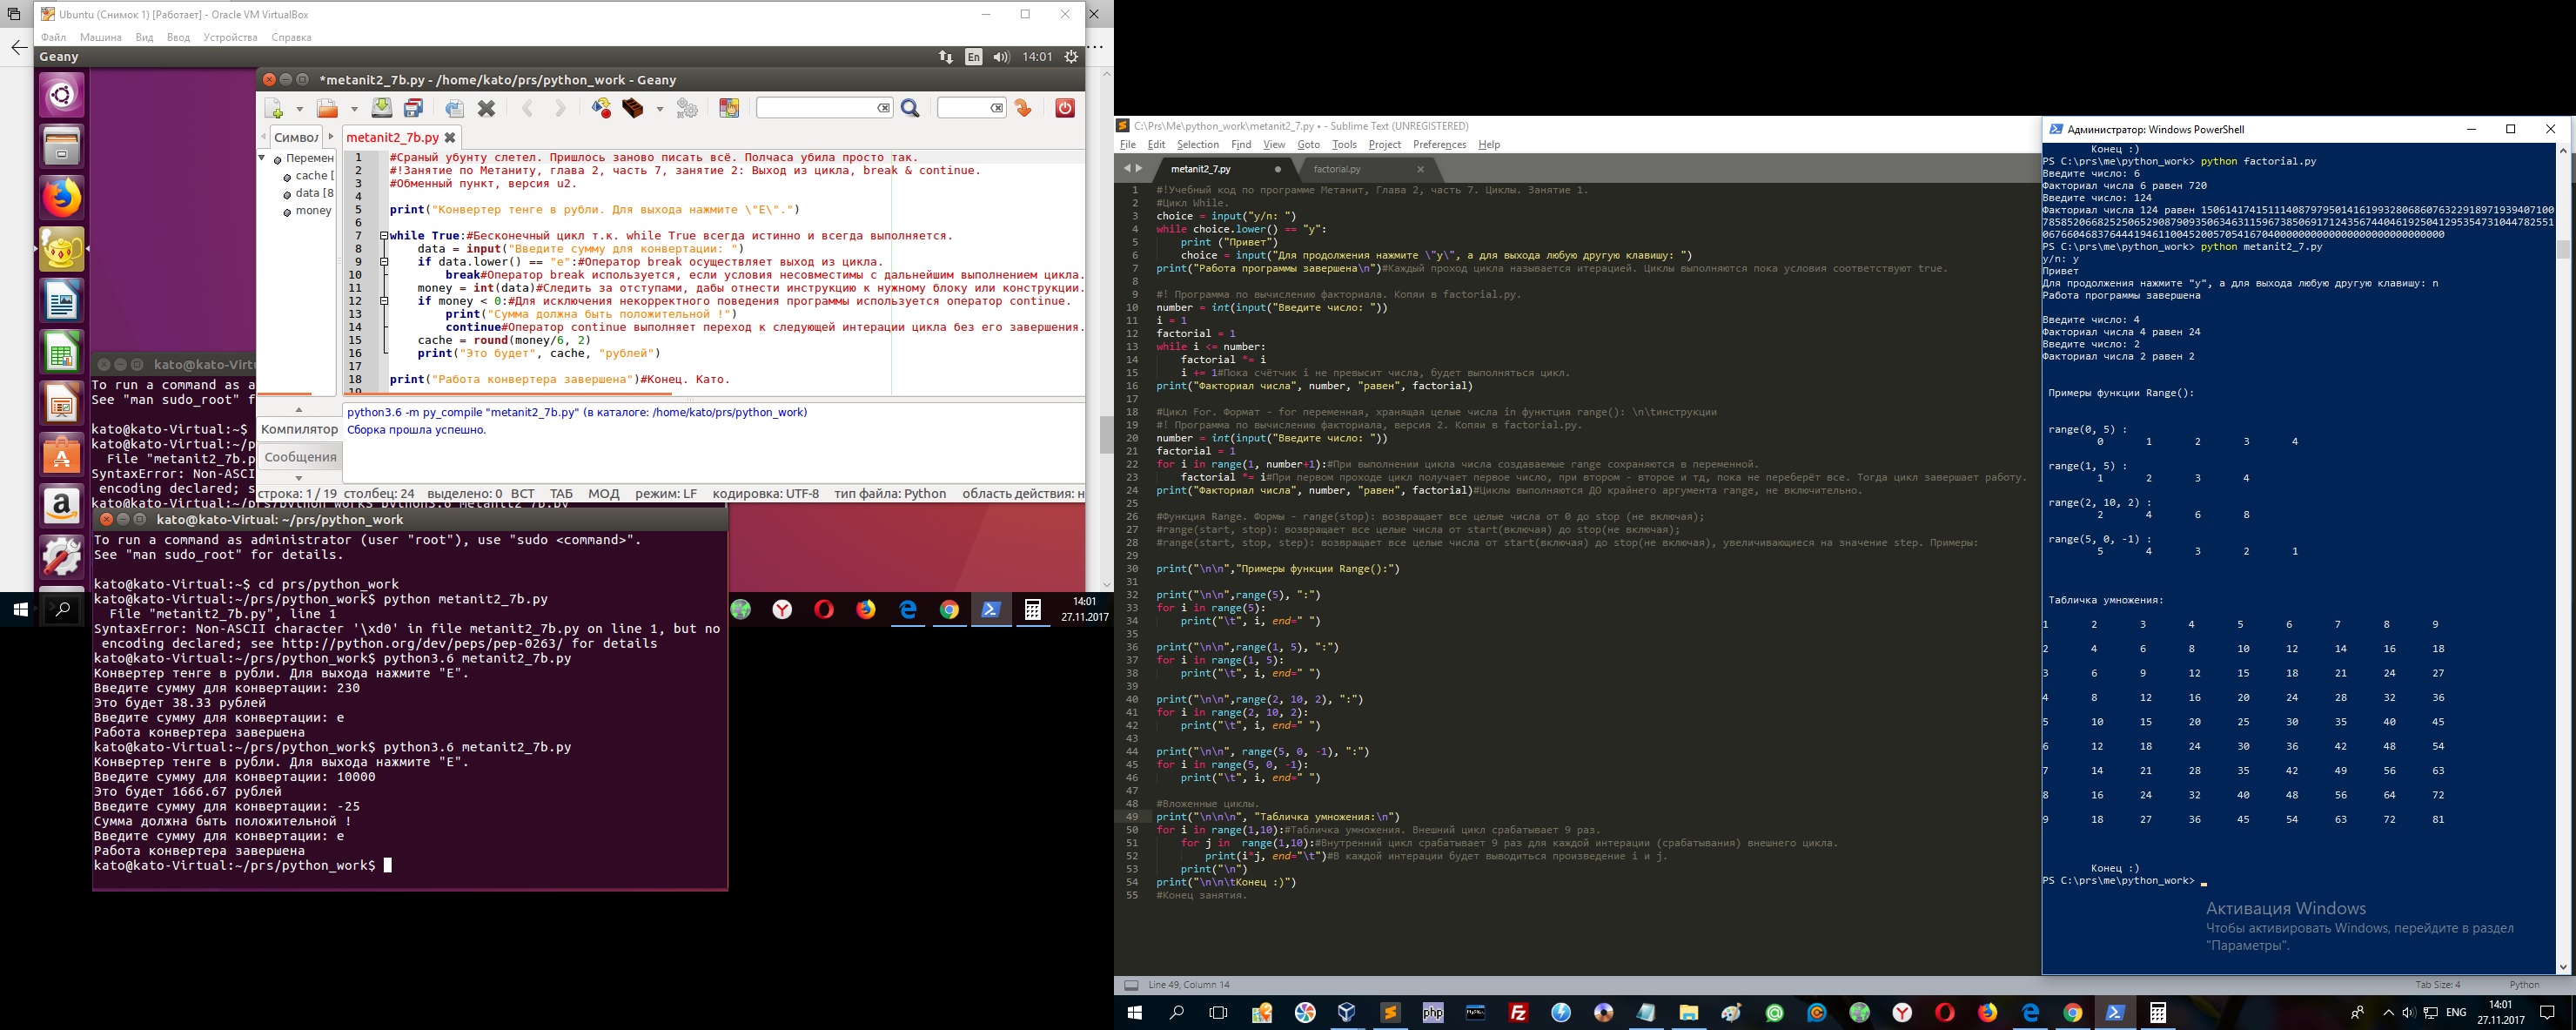 Ubuntu (Снимок 1) [Работает] - Oracle VM VirtualBox
Файл Машина Вид Ввод Устройства Справка
Geany
En 14:01
*metanit2_7b.py - /home/kato/prs/python_work - Geany
Символ
metanit2_7b.py
Перемен
cache [
data [8
money
1 #Сраный убунту слетел. Пришлось заново писать всё. Полчаса убила просто так.
2 #!Занятие по Метаниту, глава 2, часть 7, занятие 2: Выход из цикла, break & continue.
3 #Обменный пункт, версия u2.
4
5 print("Конвертер тенге в рубли. Для выхода нажмите \"E\".")
6
7 while True:#Бесконечный цикл т.к. while True всегда истинно и всегда выполняется.
8 data = input("Введите сумму для конвертации: ")
9 if data.lower() == "e":#Оператор break осуществляет выход из цикла.
10 break#Оператор break используется, если условия несовместимы с дальнейшим выполнением цикла.
11 money = int(data)#Следить за отступами, дабы отнести инструкцию к нужному блоку или конструкции.
12 if money < 0:#Для исключения некорректного поведения программы используется оператор continue.
13 print("Сумма должна быть положительной !")
14 continue#Оператор continue выполняет переход к следующей интерации цикла без его завершения.
15 cache = round(money/6, 2)
16 print("Это будет", cache, "рублей")
17
18 print("Работа конвертера завершена")#Конец. Като.
19
Компилятор
Сообщения
python3.6 -m py_compile "metanit2_7b.py" (в каталоге: /home/kato/prs/python_work)
Сборка прошла успешно.
строка: 1 / 19 столбец: 24 выделено: 0 ВСТ ТАБ МОД режим: LF кодировка: UTF-8 тип файла: Python область действия: н
kato@kato-Virtu
To run a command as a
See "man sudo_root" f
kato@kato-Virtual:~$
kato@kato-Virtual:~/p
File "metanit2_7b.p
SyntaxError: Non-ASCI
encoding declared; s
kato@kato-Virtual: ~/prs/python_work
To run a command as administrator (user "root"), use "sudo <command>".
See "man sudo_root" for details.
kato@kato-Virtual:~$ cd prs/python_work
kato@kato-Virtual:~/prs/python_work$ python metanit2_7b.py
File "metanit2_7b.py", line 1
SyntaxError: Non-ASCII character '\xd0' in file metanit2_7b.py on line 1, but no
encoding declared; see http://python.org/dev/peps/pep-0263/ for details
kato@kato-Virtual:~/prs/python_work$ python3.6 metanit2_7b.py
Конвертер тенге в рубли. Для выхода нажмите "E".
Введите сумму для конвертации: 230
Это будет 38.33 рублей
Введите сумму для конвертации: e
Работа конвертера завершена
kato@kato-Virtual:~/prs/python_work$ python3.6 metanit2_7b.py
Конвертер тенге в рубли. Для выхода нажмите "E".
Введите сумму для конвертации: 10000
Это будет 1666.67 рублей
Введите сумму для конвертации: -25
Сумма должна быть положительной !
Введите сумму для конвертации: e
Работа конвертера завершена
kato@kato-Virtual:~/prs/python_work$
14:01
27.11.2017
C:\Prs\Me\python_work\metanit2_7.py • - Sublime Text (UNREGISTERED)
File Edit Selection Find View Goto Tools Project Preferences Help
metanit2_7.py factorial.py
1 #!Учебный код по программе Метанит, Глава 2, часть 7. Циклы. Занятие 1.
2 #Цикл While.
3 choice = input("y/n: ")
4 while choice.lower() == "y":
5 print ("Привет")
6 choice = input("Для продолжения нажмите \"y\", а для выхода любую другую клавишу: ")
7 print("Работа программы завершена\n")#Каждый проход цикла называется итерацией. Циклы выполняются пока условия соответствуют true.
8
9 #! Программа по вычислению факториала. Копяи в factorial.py.
10 number = int(input("Введите число: "))
11 i = 1
12 factorial = 1
13 while i <= number:
14 factorial *= i
15 i += 1#Пока счётчик i не превысит числа, будет выполняться цикл.
16 print("Факториал числа", number, "равен", factorial)
17
18 #Цикл For. Формат - for переменная, хранящая целые числа in функтция range(): \n\tинструкции
19 #! Программа по вычислению факториала, версия 2. Копяи в factorial.py.
20 number = int(input("Введите число: "))
21 factorial = 1
22 for i in range(1, number+1):#При выполнении цикла числа создаваемые range сохраняются в переменной.
23 factorial *= i#При первом проходе цикл получает первое число, при втором - второе и тд, пока не переберёт все. Тогда цикл завершает работу.
24 print("Факториал числа", number, "равен", factorial)#Циклы выполняются ДО крайнего аргумента range, не включительно.
25
26 #Функция Range. Формы - range(stop): возвращает все целые числа от 0 до stop (не включая);
27 #range(start, stop): возвращает все целые числа от start(включая) до stop(не включая);
28 #range(start, stop, step): возвращает все целые числа от start(включая) до stop(не включая), увеличивающиеся на значение step. Примеры:
29
30 print("\n\n","Примеры функции Range():")
31
32 print("\n\n",range(5), ":")
33 for i in range(5):
34 print("\t", i, end=" ")
35
36 print("\n\n",range(1, 5), ":")
37 for i in range(1, 5):
38 print("\t", i, end=" ")
39
40 print("\n\n",range(2, 10, 2), ":")
41 for i in range(2, 10, 2):
42 print("\t", i, end=" ")
43
44 print("\n\n", range(5, 0, -1), ":")
45 for i in range(5, 0, -1):
46 print("\t", i, end=" ")
47
48 #Вложенные циклы.
49 print("\n\n\n", "Табличка умножения:\n")
50 for i in range(1,10):#Табличка умножения. Внешний цикл срабатывает 9 раз.
51 for j in range(1,10):#Внутренний цикл срабатывает 9 раз для каждой интерации (срабатывания) внешнего цикла.
52 print(i*j, end="\t")#В каждой интерации будет выводиться произведение i и j.
53 print("\n")
54 print("\n\n\tКонец :)")
55 #Конец занятия.
Line 49, Column 14 Tab Size: 4 Python
Администратор: Windows PowerShell
Конец :)
PS C:\prs\me\python_work> python factorial.py
Введите число: 6
Факториал числа 6 равен 720
Введите число: 124
PS C:\prs\me\python_work> python metanit2_7.py
y/n: y
Привет
Для продолжения нажмите "y", а для выхода любую другую клавишу: n
Работа программы завершена
Введите число: 4
Факториал числа 4 равен 24
Введите число: 2
Факториал числа 2 равен 2
Примеры функции Range():
range(0, 5) :
0 1 2 3 4
range(1, 5) :
1 2 3 4
range(2, 10, 2) :
2 4 6 8
range(5, 0, -1) :
5 4 3 2 1
Табличка умножения:
1 2 3 4 5 6 7 8 9
2 4 6 8 10 12 14 16 18
3 6 9 12 15 18 21 24 27
4 8 12 16 20 24 28 32 36
5 10 15 20 25 30 35 40 45
6 12 18 24 30 36 42 48 54
7 14 21 28 35 42 49 56 63
8 16 24 32 40 48 56 64 72
9 18 27 36 45 54 63 72 81
Конец :)
PS C:\prs\me\python_work>
Активация Windows
Чтобы активировать Windows, перейдите в раздел
"Параметры".
php
ENG
14:01
27.11.2017